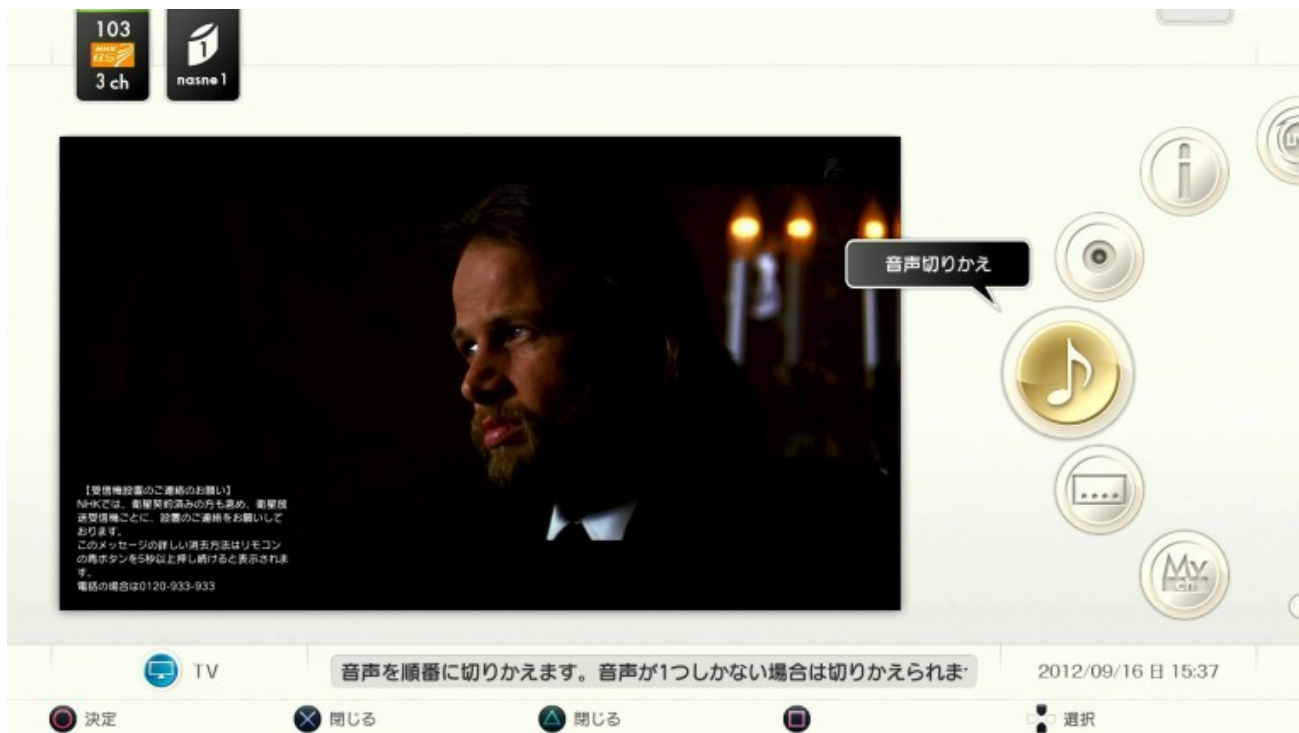 103
NHK
BS
3 ch
1
nasne 1
音声切りかえ
【受信機設置のご連絡のお願い】
NHKでは、衛星契約済みの方も含め、衛星放
送受信機ごとに、設置のご連絡をお願いして
おります。
このメッセージの詳しい消去方法はリモコン
の青ボタンを5秒以上押し続けると表示されま
す。
電話の場合は0120-933-933
My
ch
TV
音声を順番に切りかえます。音声が1つしかない場合は切りかえられま
2012/09/16 日 15:37
決定
閉じる
閉じる
選択